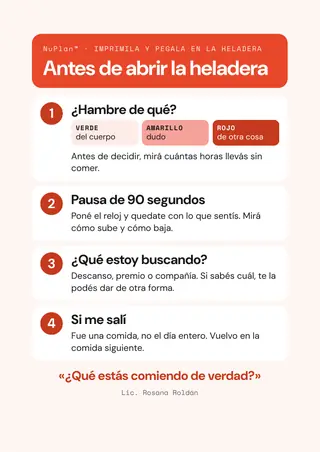 NuPlan® · IMPRIMILA Y PEGALA EN LA HELADERA
Antes de abrir la heladera
1
¿Hambre de qué?
VERDE
del cuerpo
AMARILLO
dudo
ROJO
de otra cosa
Antes de decidir, mirá cuántas horas llevás sin
comer.
2
Pausa de 90 segundos
Poné el reloj y quedate con lo que sentís. Mirá
cómo sube y cómo baja.
3
¿Qué estoy buscando?
Descanso, premio o compañía. Si sabés cuál, te la
podés dar de otra forma.
4
Si me salí
Fue una comida, no el día entero. Vuelvo en la
comida siguiente.
«¿Qué estás comiendo de verdad?»
Lic. Rosana Roldán